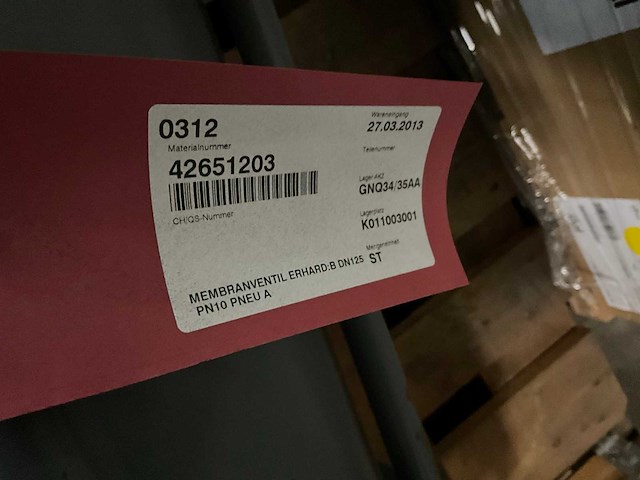 0312
Materialnummer
42651203
CH/QS-Nummer
Wareneingang
27.03.2013
Teilenummer
Lager-AKZ
GNQ34/35AA
Lagerplatz
K011003001
Mengeneinheit
ST
MEMBRANVENTIL ERHARD:B DN125
PN10 PNEU A